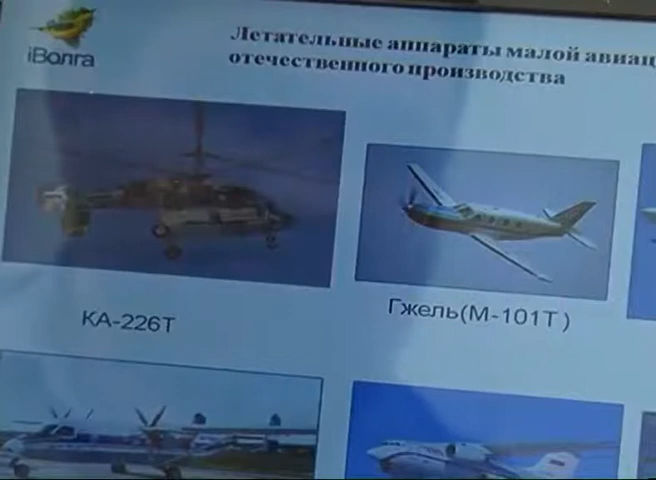 iВолга
Летательные аппараты малой авиац
отечественного производства
КА-226Т
Гжель(М-101Т)